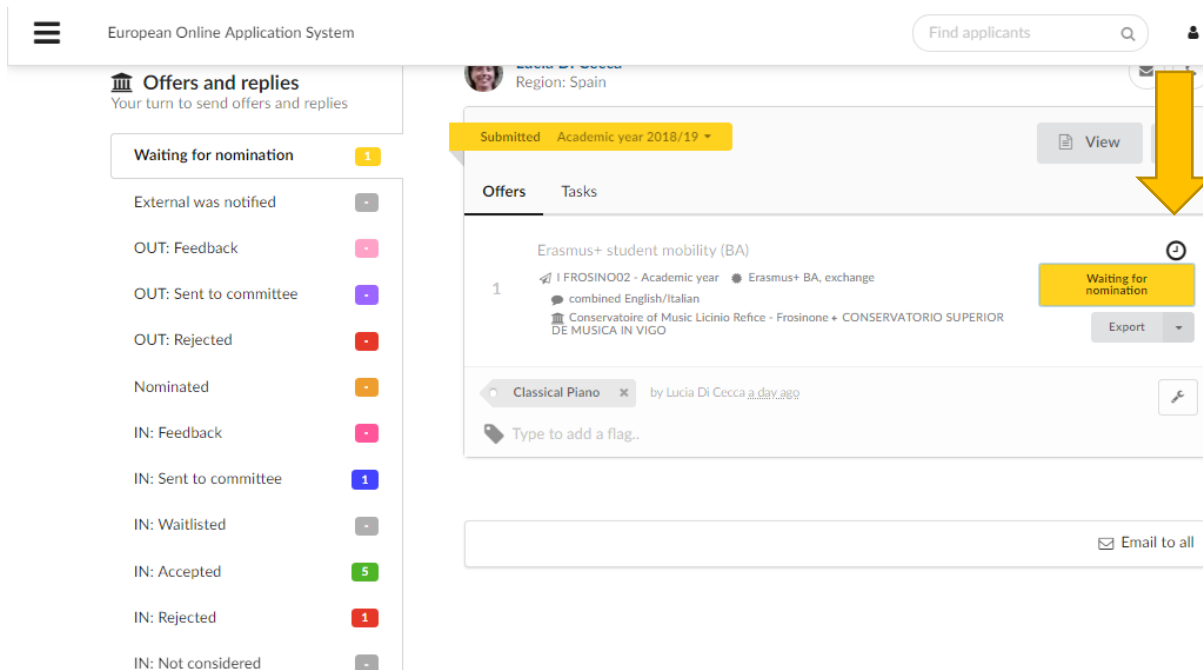 European Online Application System
Find applicants
Offers and replies
Your turn to send offers and replies
Waiting for nomination 1
External was notified -
OUT: Feedback -
OUT: Sent to committee -
OUT: Rejected -
Nominated -
IN: Feedback -
IN: Sent to committee 1
IN: Waitlisted -
IN: Accepted 5
IN: Rejected 1
IN: Not considered -
Lucia Di Cecca
Region: Spain
Submitted Academic year 2018/19
View
Offers Tasks
Erasmus+ student mobility (BA)
1
I FROSINO02 - Academic year Erasmus+ BA, exchange
combined English/Italian
Conservatoire of Music Licinio Refice - Frosinone + CONSERVATORIO SUPERIOR
DE MUSICA IN VIGO
Waiting for
nomination
Export
Classical Piano × by Lucia Di Cecca a day ago
Type to add a flag..
Email to all